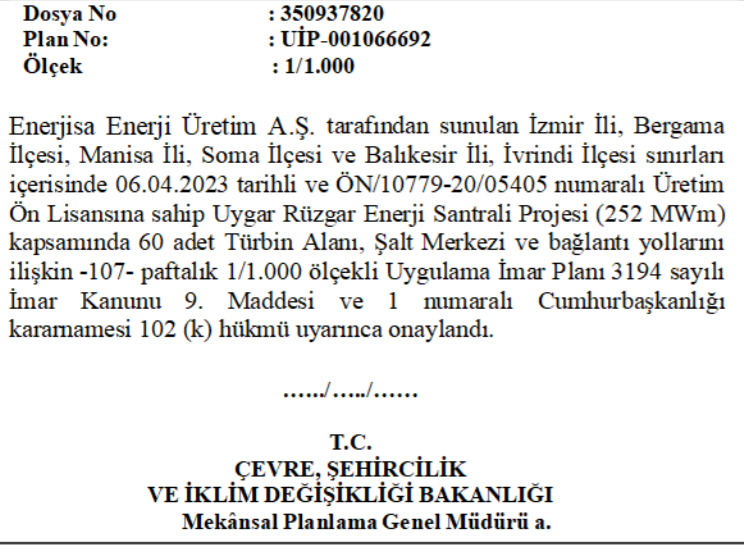 Dosya No : 350937820
Plan No: : UİP-001066692
Ölçek : 1/1.000
Enerjisa Enerji Üretim A.Ş. tarafından sunulan İzmir İli, Bergama
İlçesi, Manisa İli, Soma İlçesi ve Balıkesir İli, İvrindi İlçesi sınırları
içerisinde 06.04.2023 tarihli ve ÖN/10779-20/05405 numaralı Üretim
Ön Lisansına sahip Uygar Rüzgar Enerji Santrali Projesi (252 MWm)
kapsamında 60 adet Türbin Alanı, Şalt Merkezi ve bağlantı yollarını
ilişkin -107- paftalık 1/1.000 ölçekli Uygulama İmar Planı 3194 sayılı
İmar Kanunu 9. Maddesi ve 1 numaralı Cumhurbaşkanlığı
kararnamesi 102 (k) hükmü uyarınca onaylandı.
....../...../......
T.C.
ÇEVRE, ŞEHİRCİLİK
VE İKLİM DEĞİŞİKLİĞİ BAKANLIĞI
Mekânsal Planlama Genel Müdürü a.